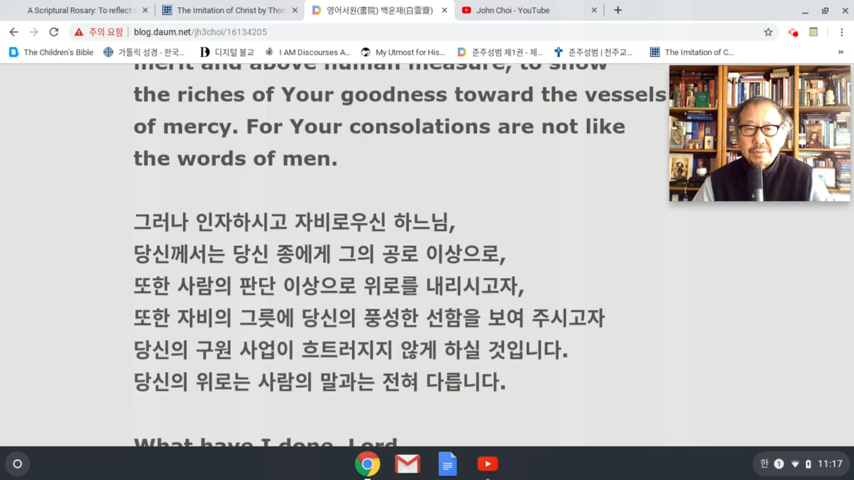 A Scriptural Rosary: To reflect a
The Imitation of Christ by Thom
영어서원(書院) 백운재(白雲齋)
John Choi - YouTube
주의 요함
blog.daum.net/jh3choi/16134205
The Children's Bible
가톨릭 성경 - 한국...
디지털 불교
I AM Discourses A...
My Utmost for His...
준주성범 제1권 - 제...
준주성범 | 천주교...
The Imitation of C...
»
merit and above human measure, to show
the riches of Your goodness toward the vessels
of mercy. For Your consolations are not like
the words of men.
그러나 인자하시고 자비로우신 하느님,
당신께서는 당신 종에게 그의 공로 이상으로,
또한 사람의 판단 이상으로 위로를 내리시고자,
또한 자비의 그릇에 당신의 풍성한 선함을 보여 주시고자
당신의 구원 사업이 흐트러지지 않게 하실 것입니다.
당신의 위로는 사람의 말과는 전혀 다릅니다.
What have I done, Lord
한
1
11:17